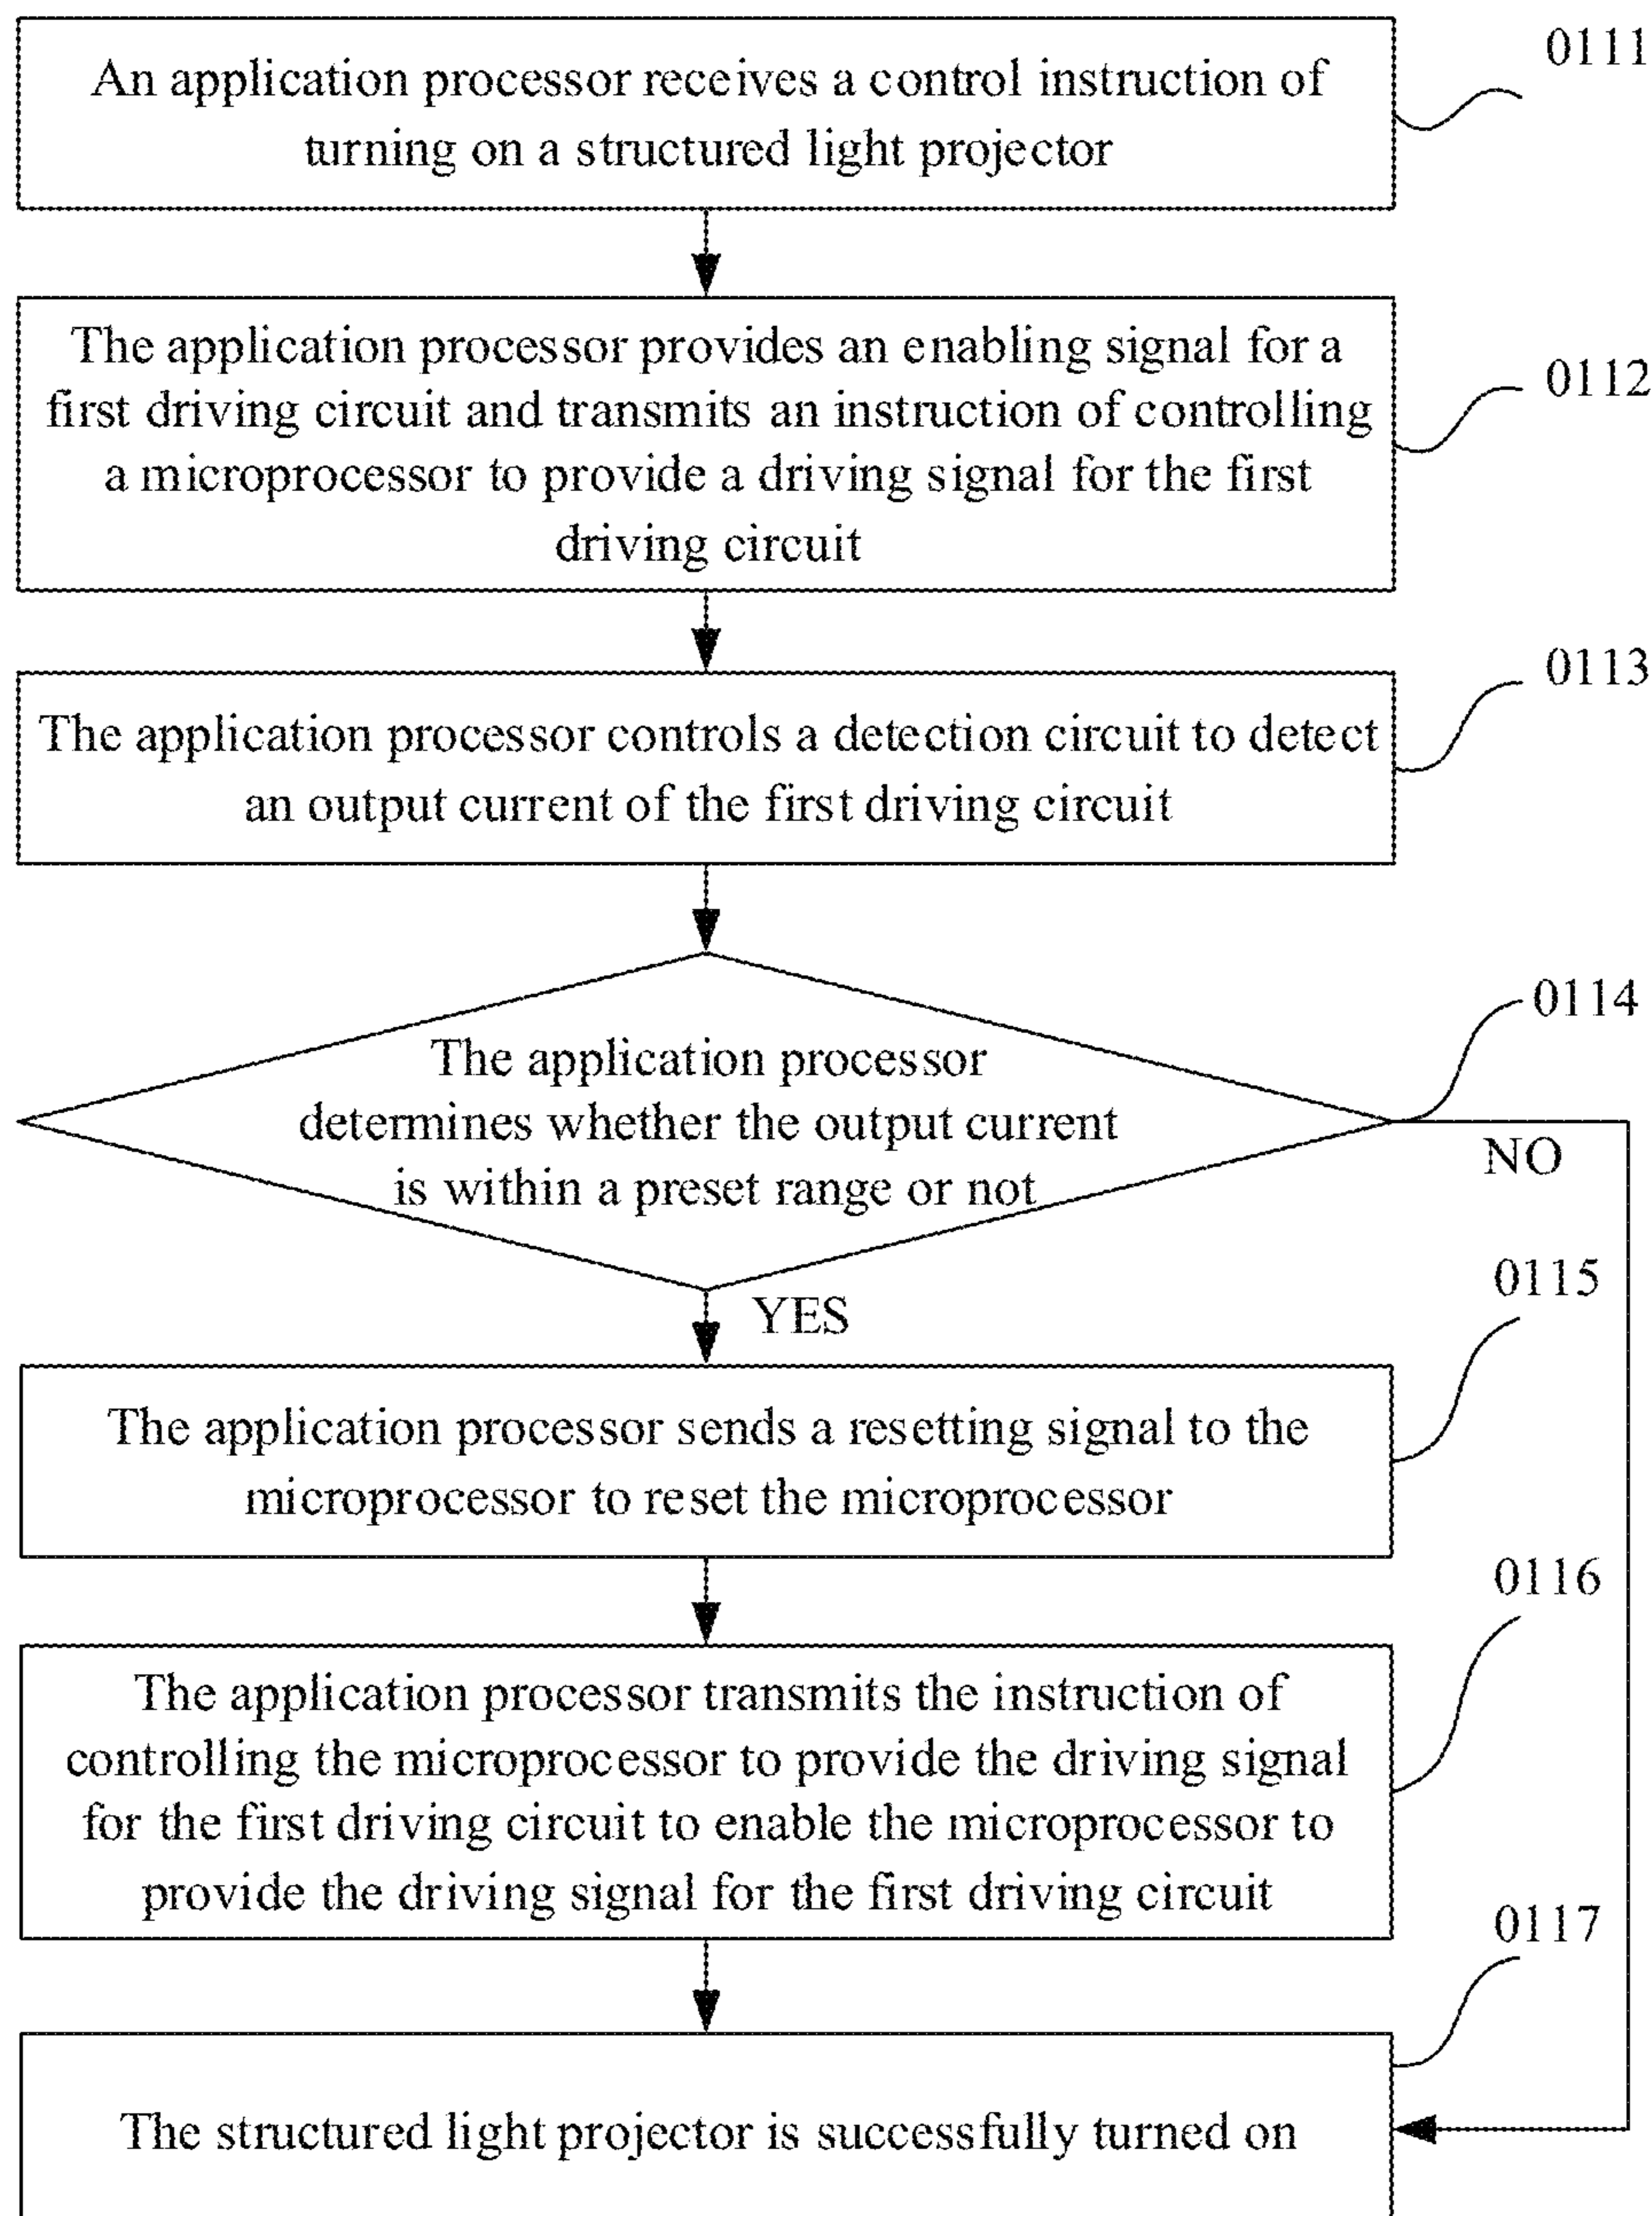 An application processor receives a control instruction of
turning on a structured light projector
0111
The application processor provides an enabling signal for a
first driving circuit and transmits an instruction of controlling
a microprocessor to provide a driving signal for the first
driving circuit
0112
The application processor controls a detection circuit to detect
an output current of the first driving circuit
0113
The application processor
determines whether the output current
is within a preset range or not
0114
NO
YES
The application processor sends a resetting signal to the
microprocessor to reset the microprocessor
0115
The application processor transmits the instruction of
controlling the microprocessor to provide the driving signal
for the first driving circuit to enable the microprocessor to
provide the driving signal for the first driving circuit
0116
The structured light projector is successfully turned on
0117